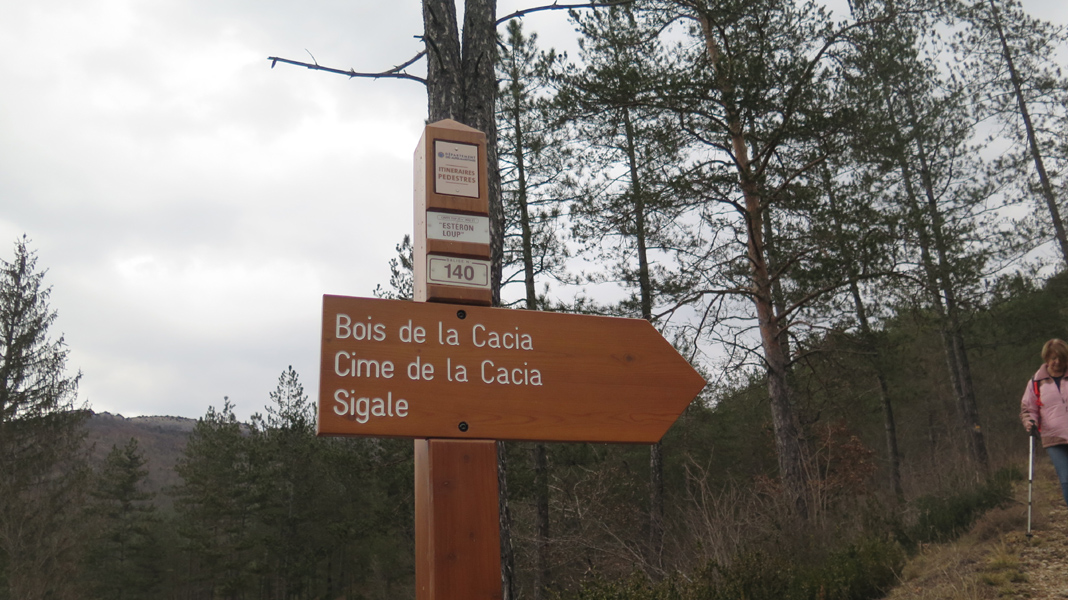 ITINERAIRES
PEDESTRES
"ESTERON
LOUP"
140
Bois de la Cacia
Cime de la Cacia
Sigale